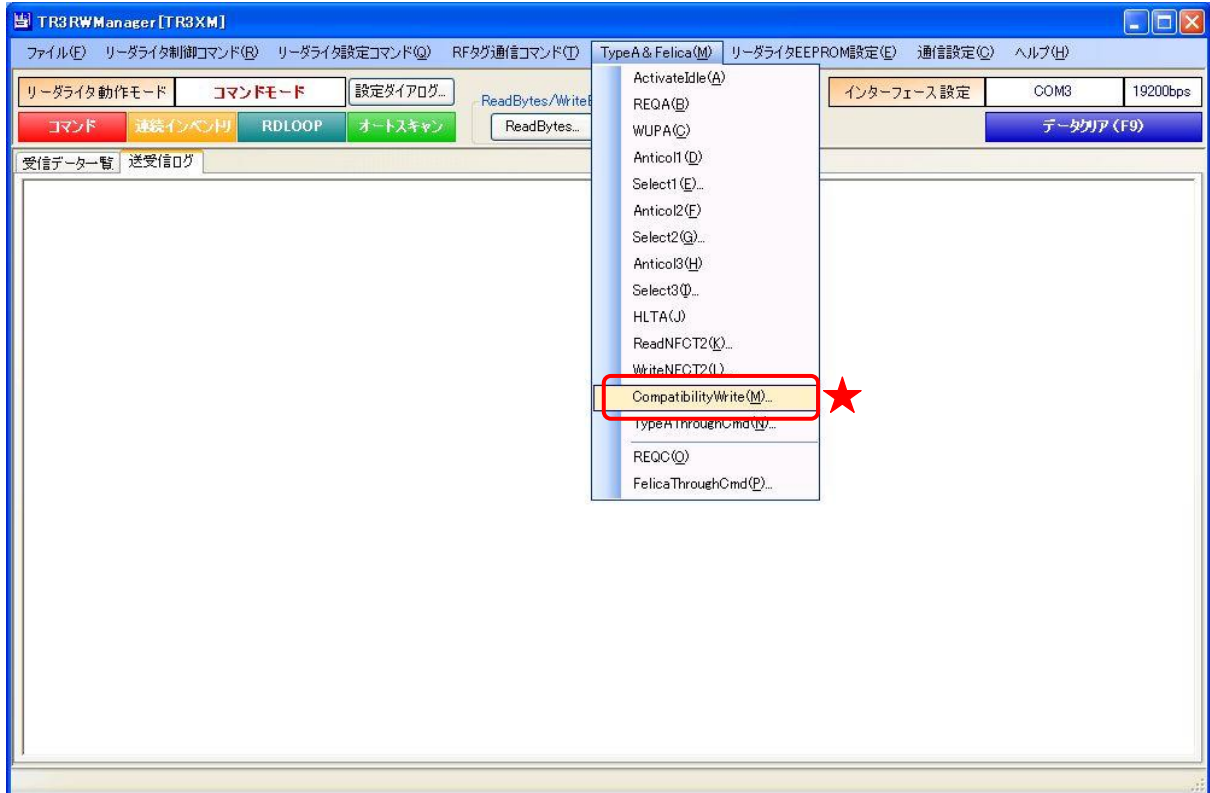 TR3RWManager[TR3XM]
ファイル(F) リーダライタ制御コマンド(R) リーダライタ設定コマンド(Q) RFタグ通信コマンド(T) TypeA&Felica(M) リーダライタEEPROM設定(E) 通信設定(C) ヘルプ(H)
リーダライタ動作モード コマンドモード 設定ダイアログ... ReadBytes/WriteB インターフェース設定 COM3 19200bps
コマンド 連続インベントリ RDLOOP オートスキャン ReadBytes... データクリア(F9)
受信データ一覧 送受信ログ
ActivateIdle(A)
REQA(B)
WUPA(C)
Anticol1(D)
Select1(E)...
Anticol2(F)
Select2(G)...
Anticol3(H)
Select3(I)...
HLTA(J)
ReadNFCT2(K)...
WriteNFCT2(L)...
CompatibilityWrite(M)...
TypeAThroughCmd(N)...
REQC(O)
FelicaThroughCmd(P)...